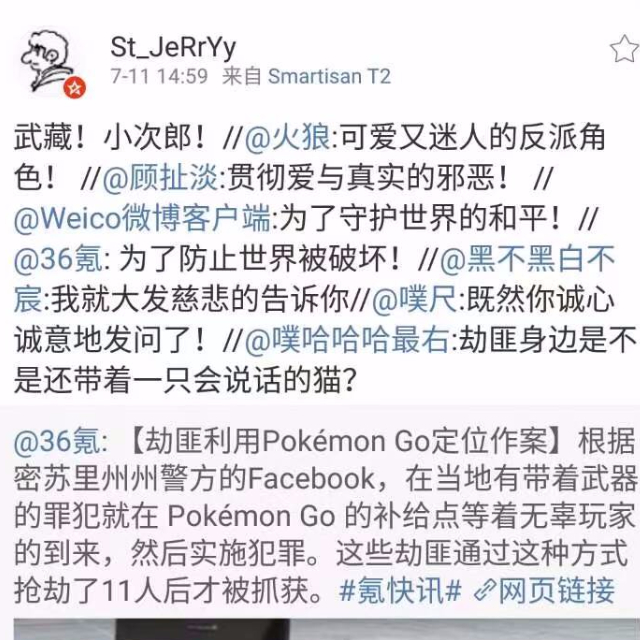 St_JeRrYy
7-11 14:59 来自 Smartisan T2
武藏！小次郎！//@火狼:可爱又迷人的反派角
色！ //@顾扯淡:贯彻爱与真实的邪恶！ //
@Weico微博客户端:为了守护世界的和平！//
@36氪: 为了防止世界被破坏！//@黑不黑白不
宸:我就大发慈悲的告诉你//@噗尺:既然你诚心
诚意地发问了！//@噗哈哈哈最右:劫匪身边是不
是还带着一只会说话的猫？
@36氪: 【劫匪利用Pokémon Go定位作案】根据
密苏里州州警方的Facebook，在当地有带着武器
的罪犯就在 Pokémon Go 的补给点等着无辜玩家
的到来，然后实施犯罪。这些劫匪通过这种方式
抢劫了11人后才被抓获。#氪快讯# 网页链接